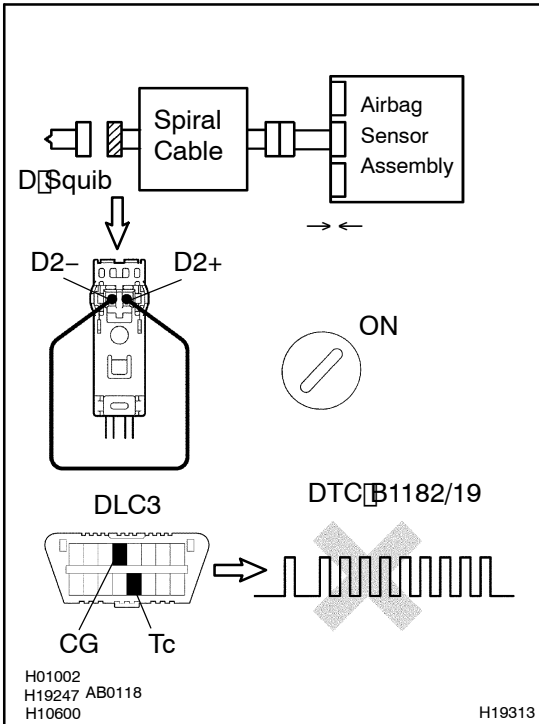 Spiral
Cable
Airbag
Sensor
Assembly
D▯Squib
D2− D2+
ON
DLC3
DTC▯B1182/19
CG Tc
H01002
H19247 AB0118
H10600
H19313